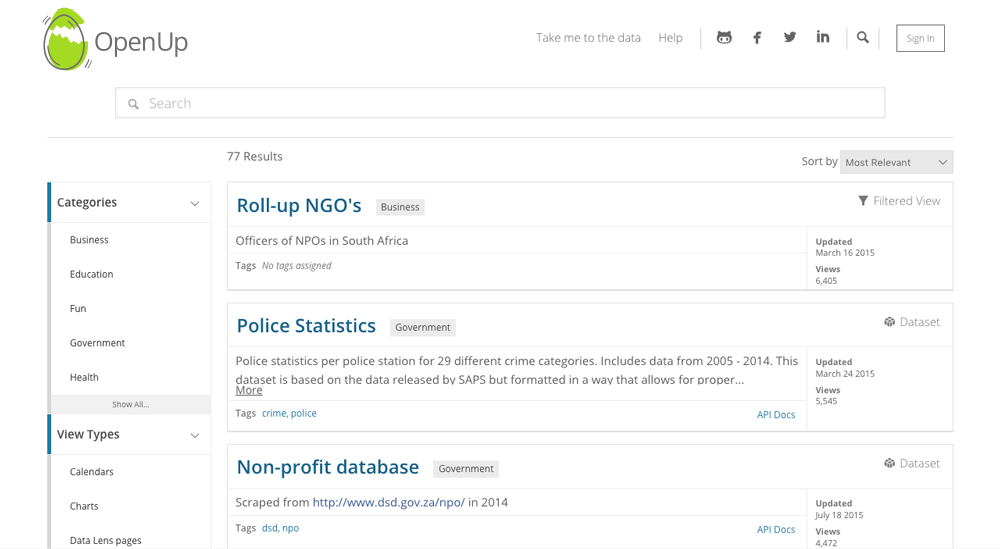 OpenUp
Take me to the data Help Sign In
Search
77 Results
Sort by Most Relevant
Categories
Business
Education
Fun
Government
Health
Show All...
View Types
Calendars
Charts
Data Lens pages
Roll-up NGO's Business Filtered View
Officers of NPOs in South Africa
Tags No tags assigned
Updated
March 16 2015
Views
6,405
Police Statistics Government Dataset
Police statistics per police station for 29 different crime categories. Includes data from 2005 - 2014. This
dataset is based on the data released by SAPS but formatted in a way that allows for proper...
More
Tags crime, police API Docs
Updated
March 24 2015
Views
5,545
Non-profit database Government Dataset
Scraped from http://www.dsd.gov.za/npo/ in 2014
Tags dsd, npo API Docs
Updated
July 18 2015
Views
4,472